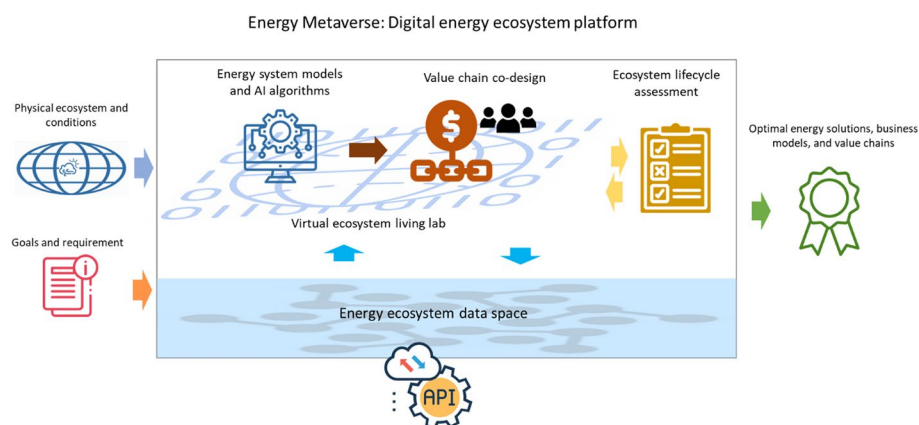 Energy Metaverse: Digital energy ecosystem platform
Energy system models
and AI algorithms
Value chain co-design
Ecosystem lifecycle
assessment
Physical ecosystem and
conditions
Optimal energy solutions, business
models, and value chains
Virtual ecosystem living lab
Goals and requirement
Energy ecosystem data space
API